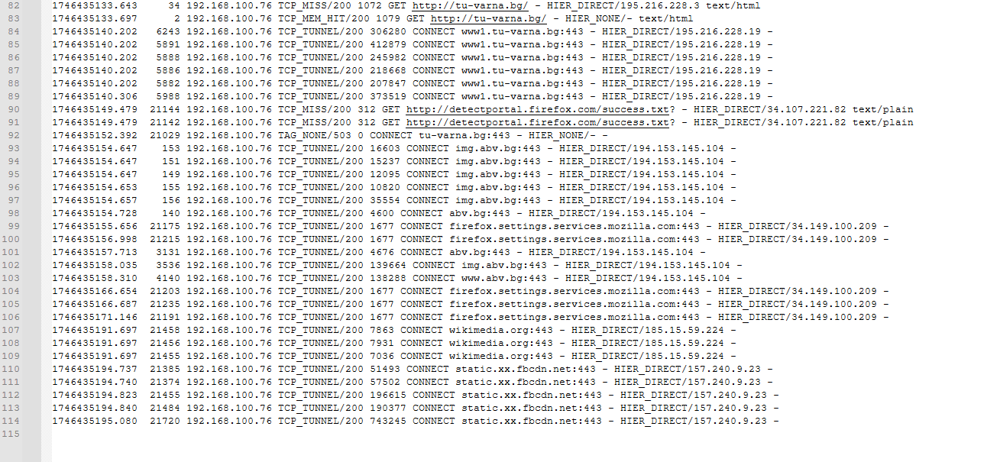 82 1746435133.643     34 192.168.100.76 TCP_MISS/200 1072 GET http://tu-varna.bg/ - HIER_DIRECT/195.216.228.3 text/html
83 1746435133.697      2 192.168.100.76 TCP_MEM_HIT/200 1079 GET http://tu-varna.bg/ - HIER_NONE/- text/html
84 1746435140.202   6243 192.168.100.76 TCP_TUNNEL/200 306280 CONNECT www1.tu-varna.bg:443 - HIER_DIRECT/195.216.228.19 -
85 1746435140.202   5891 192.168.100.76 TCP_TUNNEL/200 412879 CONNECT www1.tu-varna.bg:443 - HIER_DIRECT/195.216.228.19 -
86 1746435140.202   5888 192.168.100.76 TCP_TUNNEL/200 245982 CONNECT www1.tu-varna.bg:443 - HIER_DIRECT/195.216.228.19 -
87 1746435140.202   5886 192.168.100.76 TCP_TUNNEL/200 218668 CONNECT www1.tu-varna.bg:443 - HIER_DIRECT/195.216.228.19 -
88 1746435140.202   5882 192.168.100.76 TCP_TUNNEL/200 207847 CONNECT www1.tu-varna.bg:443 - HIER_DIRECT/195.216.228.19 -
89 1746435140.306   5988 192.168.100.76 TCP_TUNNEL/200 373519 CONNECT www1.tu-varna.bg:443 - HIER_DIRECT/195.216.228.19 -
90 1746435149.479  21144 192.168.100.76 TCP_MISS/200 312 GET http://detectportal.firefox.com/success.txt? - HIER_DIRECT/34.107.221.82 text/plain
91 1746435149.479  21142 192.168.100.76 TCP_MISS/200 312 GET http://detectportal.firefox.com/success.txt? - HIER_DIRECT/34.107.221.82 text/plain
92 1746435152.392  21029 192.168.100.76 TAG_NONE/503 0 CONNECT tu-varna.bg:443 - HIER_NONE/- -
93 1746435154.647    153 192.168.100.76 TCP_TUNNEL/200 16603 CONNECT img.abv.bg:443 - HIER_DIRECT/194.153.145.104 -
94 1746435154.647    151 192.168.100.76 TCP_TUNNEL/200 15237 CONNECT img.abv.bg:443 - HIER_DIRECT/194.153.145.104 -
95 1746435154.647    149 192.168.100.76 TCP_TUNNEL/200 12095 CONNECT img.abv.bg:443 - HIER_DIRECT/194.153.145.104 -
96 1746435154.653    155 192.168.100.76 TCP_TUNNEL/200 10820 CONNECT img.abv.bg:443 - HIER_DIRECT/194.153.145.104 -
97 1746435154.657    156 192.168.100.76 TCP_TUNNEL/200 35554 CONNECT img.abv.bg:443 - HIER_DIRECT/194.153.145.104 -
98 1746435154.728    140 192.168.100.76 TCP_TUNNEL/200 4600 CONNECT abv.bg:443 - HIER_DIRECT/194.153.145.104 -
99 1746435155.656  21175 192.168.100.76 TCP_TUNNEL/200 1677 CONNECT firefox.settings.services.mozilla.com:443 - HIER_DIRECT/34.149.100.209 -
100 1746435156.998  21215 192.168.100.76 TCP_TUNNEL/200 1677 CONNECT firefox.settings.services.mozilla.com:443 - HIER_DIRECT/34.149.100.209 -
101 1746435157.713   3131 192.168.100.76 TCP_TUNNEL/200 4676 CONNECT abv.bg:443 - HIER_DIRECT/194.153.145.104 -
102 1746435158.035   3536 192.168.100.76 TCP_TUNNEL/200 139664 CONNECT img.abv.bg:443 - HIER_DIRECT/194.153.145.104 -
103 1746435158.310   4140 192.168.100.76 TCP_TUNNEL/200 138288 CONNECT www.abv.bg:443 - HIER_DIRECT/194.153.145.104 -
104 1746435166.654  21203 192.168.100.76 TCP_TUNNEL/200 1677 CONNECT firefox.settings.services.mozilla.com:443 - HIER_DIRECT/34.149.100.209 -
105 1746435166.687  21235 192.168.100.76 TCP_TUNNEL/200 1677 CONNECT firefox.settings.services.mozilla.com:443 - HIER_DIRECT/34.149.100.209 -
106 1746435171.146  21191 192.168.100.76 TCP_TUNNEL/200 1677 CONNECT firefox.settings.services.mozilla.com:443 - HIER_DIRECT/34.149.100.209 -
107 1746435191.697  21458 192.168.100.76 TCP_TUNNEL/200 7863 CONNECT wikimedia.org:443 - HIER_DIRECT/185.15.59.224 -
108 1746435191.697  21456 192.168.100.76 TCP_TUNNEL/200 7931 CONNECT wikimedia.org:443 - HIER_DIRECT/185.15.59.224 -
109 1746435191.697  21455 192.168.100.76 TCP_TUNNEL/200 7036 CONNECT wikimedia.org:443 - HIER_DIRECT/185.15.59.224 -
110 1746435194.737  21385 192.168.100.76 TCP_TUNNEL/200 51493 CONNECT static.xx.fbcdn.net:443 - HIER_DIRECT/157.240.9.23 -
111 1746435194.740  21374 192.168.100.76 TCP_TUNNEL/200 57502 CONNECT static.xx.fbcdn.net:443 - HIER_DIRECT/157.240.9.23 -
112 1746435194.823  21455 192.168.100.76 TCP_TUNNEL/200 196615 CONNECT static.xx.fbcdn.net:443 - HIER_DIRECT/157.240.9.23 -
113 1746435194.840  21484 192.168.100.76 TCP_TUNNEL/200 190377 CONNECT static.xx.fbcdn.net:443 - HIER_DIRECT/157.240.9.23 -
114 1746435195.080  21720 192.168.100.76 TCP_TUNNEL/200 743245 CONNECT static.xx.fbcdn.net:443 - HIER_DIRECT/157.240.9.23 -
115